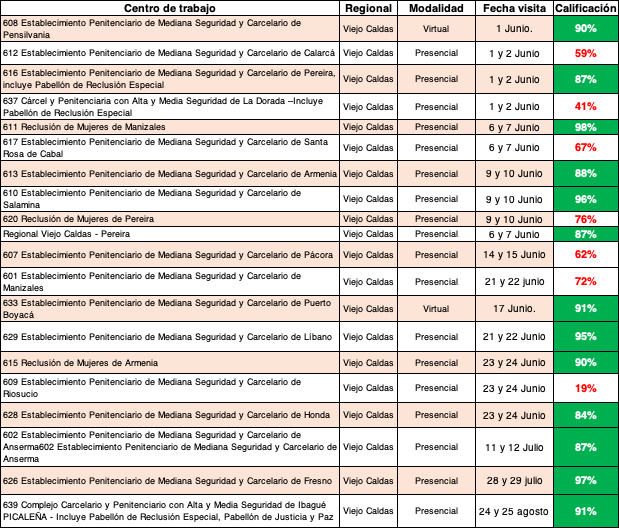 Centro de trabajo Regional Modalidad Fecha visita Calificación
608 Establecimiento Penitenciario de Mediana Seguridad y Carcelario de
Pensilvania Viejo Caldas Virtual 1 Junio. 90%
612 Establecimiento Penitenciario de Mediana Seguridad y Carcelario de Calarcá Viejo Caldas Presencial 1 y 2 Junio 59%
616 Establecimiento Penitenciario de Mediana Seguridad y Carcelario de Pereira,
incluye Pabellón de Reclusión Especial Viejo Caldas Presencial 1 y 2 Junio 87%
637 Cárcel y Penitenciaria con Alta y Media Seguridad de La Dorada –Incluye
Pabellón de Reclusión Especial Viejo Caldas Presencial 1 y 2 Junio 41%
611 Reclusión de Mujeres de Manizales Viejo Caldas Presencial 6 y 7 Junio 98%
617 Establecimiento Penitenciario de Mediana Seguridad y Carcelario de Santa
Rosa de Cabal Viejo Caldas Presencial 6 y 7 Junio 67%
613 Establecimiento Penitenciario de Mediana Seguridad y Carcelario de Armenia Viejo Caldas Presencial 9 y 10 Junio 88%
610 Establecimiento Penitenciario de Mediana Seguridad y Carcelario de
Salamina Viejo Caldas Presencial 9 y 10 Junio 96%
620 Reclusión de Mujeres de Pereira Viejo Caldas Presencial 9 y 10 Junio 76%
Regional Viejo Caldas - Pereira Viejo Caldas Presencial 6 y 7 Junio 87%
607 Establecimiento Penitenciario de Mediana Seguridad y Carcelario de Pácora Viejo Caldas Presencial 14 y 15 Junio 62%
601 Establecimiento Penitenciario de Mediana Seguridad y Carcelario de
Manizales Viejo Caldas Presencial 21 y 22 junio 72%
633 Establecimiento Penitenciario de Mediana Seguridad y Carcelario de Puerto
Boyacá Viejo Caldas Virtual 17 Junio. 91%
629 Establecimiento Penitenciario de Mediana Seguridad y Carcelario de Líbano Viejo Caldas Presencial 21 y 22 Junio 95%
615 Reclusión de Mujeres de Armenia Viejo Caldas Presencial 23 y 24 Junio 90%
609 Establecimiento Penitenciario de Mediana Seguridad y Carcelario de
Riosucio Viejo Caldas Presencial 23 y 24 Junio 19%
628 Establecimiento Penitenciario de Mediana Seguridad y Carcelario de Honda Viejo Caldas Presencial 23 y 24 Junio 84%
602 Establecimiento Penitenciario de Mediana Seguridad y Carcelario de
Anserma602 Establecimiento Penitenciario de Mediana Seguridad y Carcelario de
Anserma Viejo Caldas Presencial 11 y 12 Julio 87%
626 Establecimiento Penitenciario de Mediana Seguridad y Carcelario de Fresno Viejo Caldas Presencial 28 y 29 julio 97%
639 Complejo Carcelario y Penitenciario con Alta y Media Seguridad de Ibagué
PICALEÑA - Incluye Pabellón de Reclusión Especial, Pabellón de Justicia y Paz Viejo Caldas Presencial 24 y 25 agosto 91%